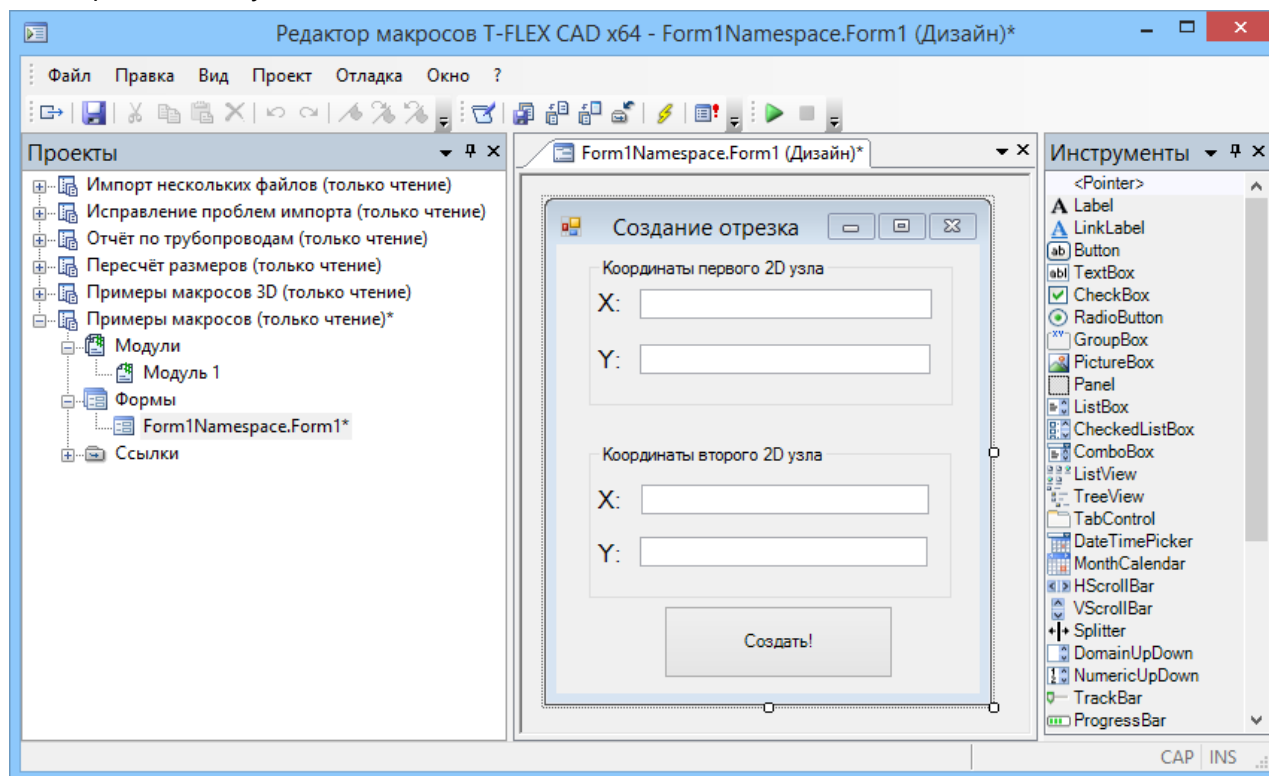 Редактор макросов T-FLEX CAD x64 - Form1Namespace.Form1 (Дизайн)*
Файл Правка Вид Проект Отладка Окно ?
Проекты
Импорт нескольких файлов (только чтение)
Исправление проблем импорта (только чтение)
Отчёт по трубопроводам (только чтение)
Пересчёт размеров (только чтение)
Примеры макросов 3D (только чтение)
Примеры макросов (только чтение)*
Модули
Модуль 1
Формы
Form1Namespace.Form1*
Ссылки
Form1Namespace.Form1 (Дизайн)*
Создание отрезка
Координаты первого 2D узла
X:
Y:
Координаты второго 2D узла
X:
Y:
Создать!
Инструменты
<Pointer>
Label
LinkLabel
Button
TextBox
CheckBox
RadioButton
GroupBox
PictureBox
Panel
ListBox
CheckedListBox
ComboBox
ListView
TreeView
TabControl
DateTimePicker
MonthCalendar
HScrollBar
VScrollBar
Splitter
DomainUpDown
NumericUpDown
TrackBar
ProgressBar
CAP INS